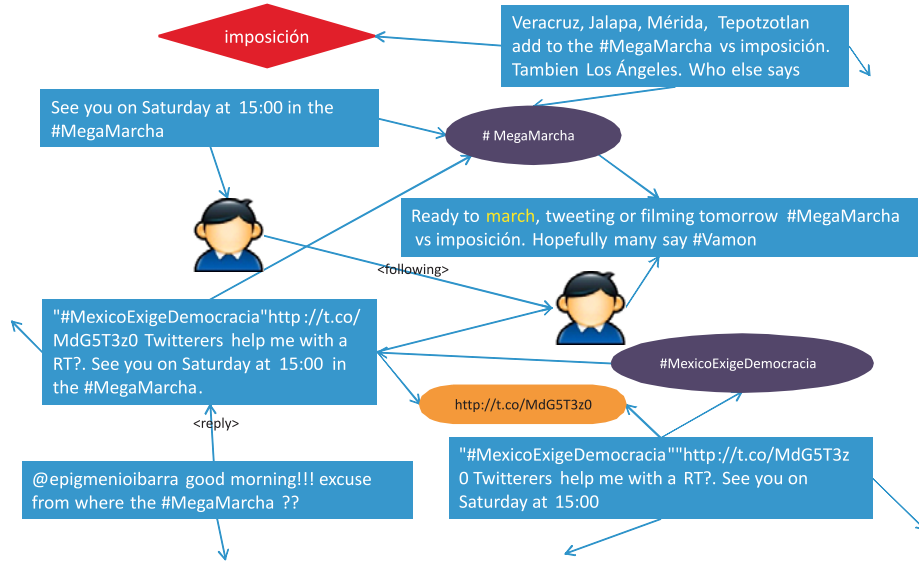 imposición
Veracruz, Jalapa, Mérida, Tepotzotlan
add to the #MegaMarcha vs imposición.
Tambien Los Ángeles. Who else says
See you on Saturday at 15:00 in the
#MegaMarcha
# MegaMarcha
Ready to march, tweeting or filming tomorrow #MegaMarcha
vs imposición. Hopefully many say #Vamon
<following>
"#MexicoExigeDemocracia"http://t.co/
MdG5T3z0 Twitterers help me with a
RT?. See you on Saturday at 15:00 in
the #MegaMarcha.
#MexicoExigeDemocracia
http://t.co/MdG5T3z0
<reply>
"#MexicoExigeDemocracia""http://t.co/MdG5T3z
0 Twitterers help me with a RT?. See you on
Saturday at 15:00
@epigmenioibarra good morning!!! excuse
from where the #MegaMarcha ??